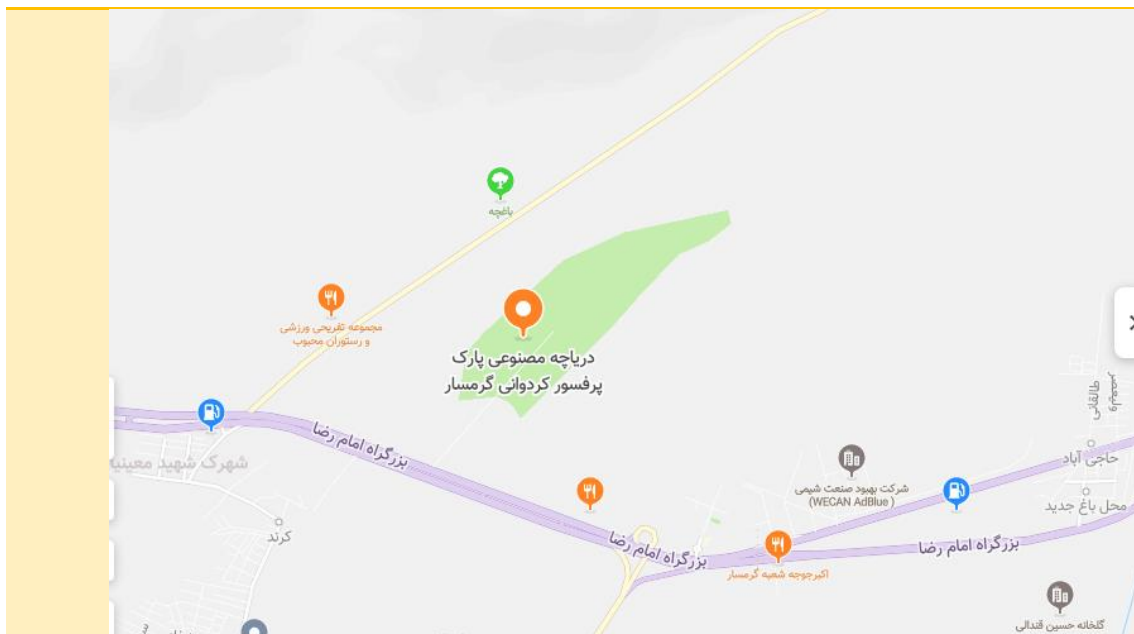 باغچه
مجموعه تفریحی ورزشی
و رستوران محبوب
دریاچه مصنوعی پارک
پرفسور کردوانی گرمسار
طالقانی
ولیعصر
بزرگراه امام رضا
شهرک شهید معینیه
حاجی آباد
شرکت بهبود صنعت شیمی
(WECAN AdBlue )
محل باغ جدید
کرند
بزرگراه امام رضا
بزرگراه امام رضا
اکبرجوجه شعبه گرمسار
گلخانه حسین قندالی